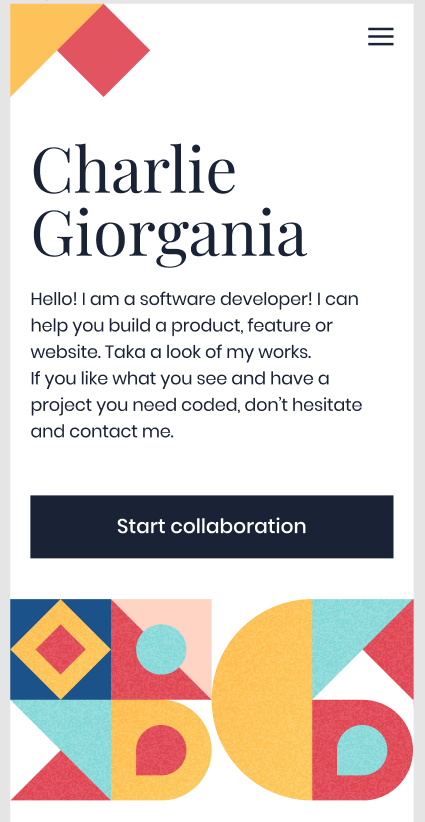 Charlie
Giorgania
Hello! I am a software developer! I can
help you build a product, feature or
website. Taka a look of my works.
If you like what you see and have a
project you need coded, don’t hesitate
and contact me.
Start collaboration